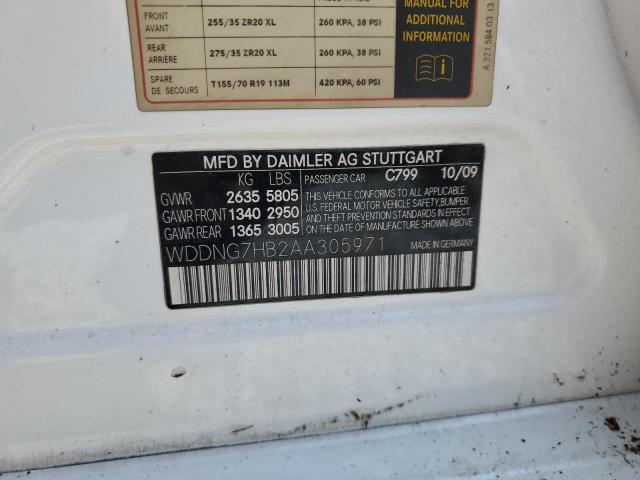 FRONT
AVANT
255/35 ZR20 XL
260 KPA, 38 PSI
REAR
ARRIÈRE
275/35 ZR20 XL
260 KPA, 38 PSI
SPARE
DE SECOURS
T155/70 R19 113M
420 KPA, 60 PSI
MANUAL FOR
ADDITIONAL
INFORMATION
A 221 584 03 13
MFD BY DAIMLER AG STUTTGART
KG LBS
GVWR 2635 5805
GAWR FRONT 1340 2950
GAWR REAR 1365 3005
PASSENGER CAR C799 10/09
THIS VEHICLE CONFORMS TO ALL APPLICABLE
U.S. FEDERAL MOTOR VEHICLE SAFETY,BUMPER
AND THEFT PREVENTION STANDARDS IN
EFFECT ON THE DATE OF MANUFACTURE
SHOWN ABOVE.
MADE IN GERMANY
WDDNG7HB2AA305971